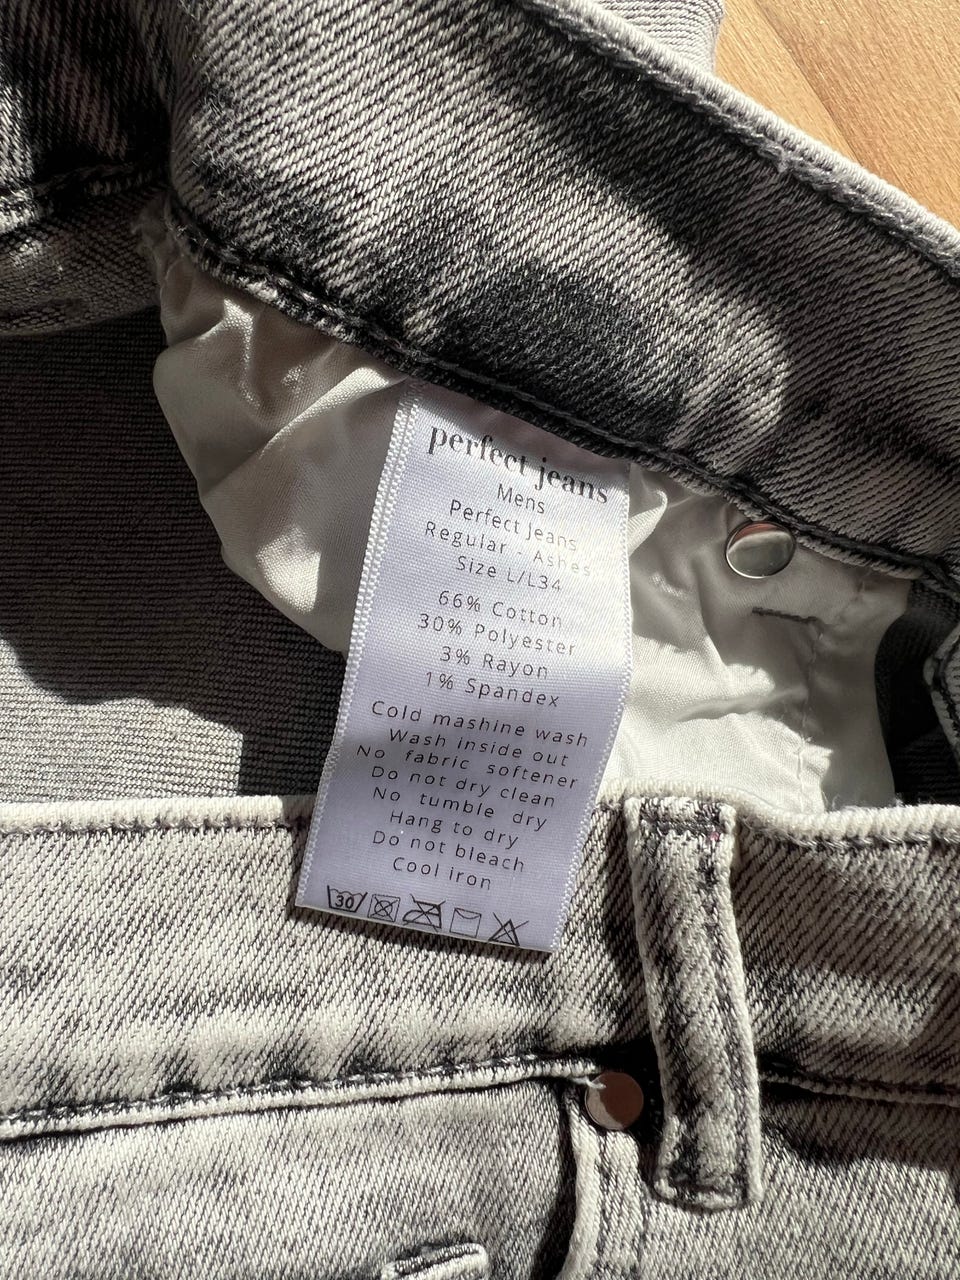 perfect jeans
Mens
Perfect Jeans
Regular - Ashes
Size L/L34
66% Cotton
30% Polyester
3% Rayon
1% Spandex
Cold mashine wash
Wash inside out
No fabric softener
Do not dry clean
No tumble dry
Hang to dry
Do not bleach
Cool iron
30